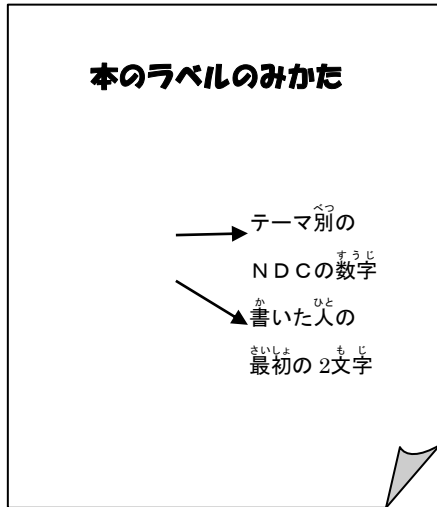 本のラベルのみかた
テーマ別の
NDCの数字
書いた人の
最初の2文字